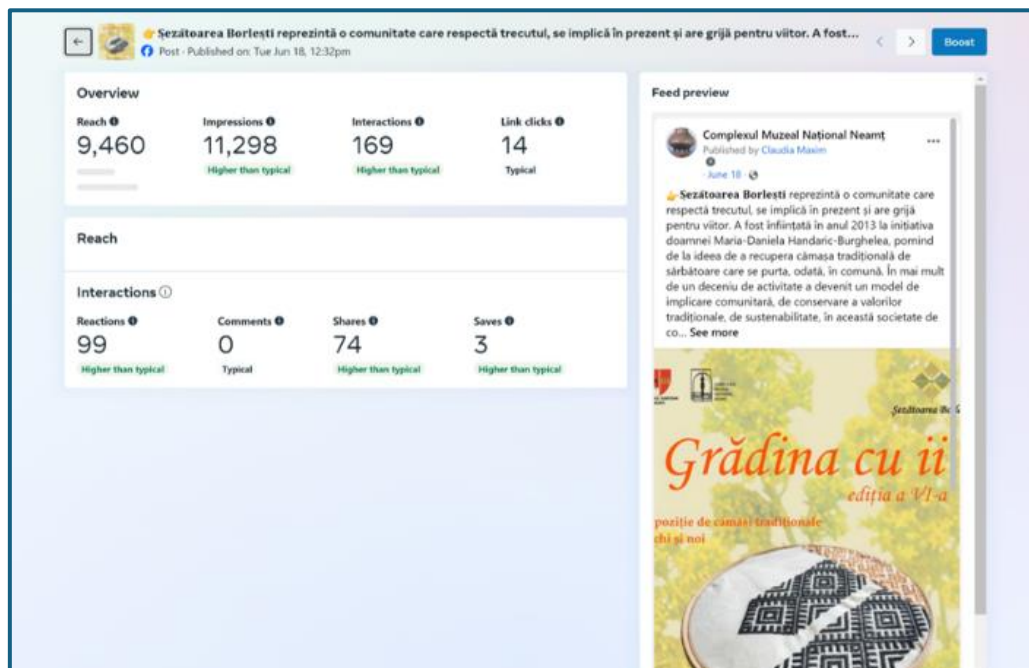 👉 Șezătoarea Borlești reprezintă o comunitate care respectă trecutul, se implică în prezent și are grijă pentru viitor. A fost...
Post · Published on: Tue Jun 18, 12:32pm
Boost
Overview
Reach
Impressions
Interactions
Link clicks
9,460
11,298
169
14
Higher than typical
Higher than typical
Typical
Reach
Interactions
Reactions
Comments
Shares
Saves
99
0
74
3
Higher than typical
Typical
Higher than typical
Higher than typical
Feed preview
Complexul Muzeal Național Neamț
Published by Claudia Maxim
· June 18 ·
👉Șezătoarea Borlești reprezintă o comunitate care
respectă trecutul, se implică în prezent și are grijă
pentru viitor. A fost înființată în anul 2013 la inițiativa
doamnei Maria-Daniela Handaric-Burghelea, pornind
de la ideea de a recupera cămașa tradițională de
sărbătoare care se purta, odată, în comună. În mai mult
de un deceniu de activitate a devenit un model de
implicare comunitară, de conservare a valorilor
tradiționale, de sustenabilitate, în această societate de
co... See more
Șezătoarea Bo
Grădina cu ii
ediția a VI-a
poziție de cămăși tradiționale
chi și noi